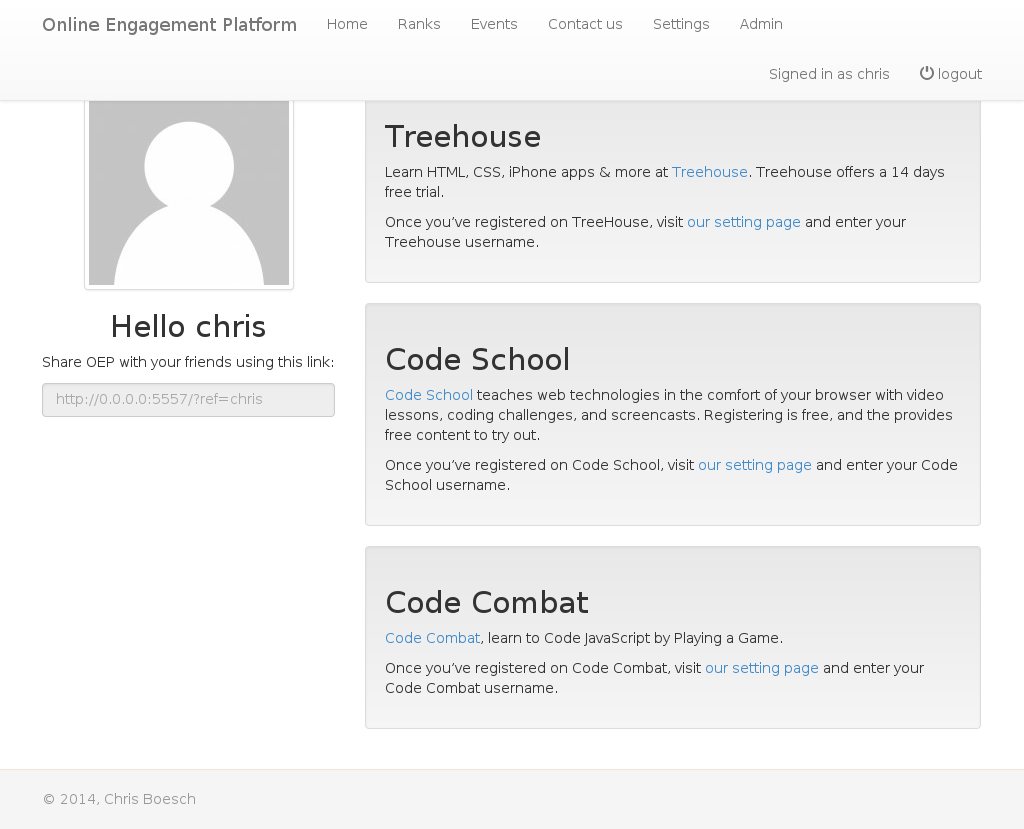 Online Engagement Platform
Home
Ranks
Events
Contact us
Settings
Admin
Signed in as chris
logout
Hello chris
Share OEP with your friends using this link:
http://0.0.0.0:5557/?ref=chris
Treehouse
Learn HTML, CSS, iPhone apps & more at Treehouse. Treehouse offers a 14 days
free trial.
Once you've registered on TreeHouse, visit our setting page and enter your
Treehouse username.
Code School
Code School teaches web technologies in the comfort of your browser with video
lessons, coding challenges, and screencasts. Registering is free, and the provides
free content to try out.
Once you've registered on Code School, visit our setting page and enter your Code
School username.
Code Combat
Code Combat, learn to Code JavaScript by Playing a Game.
Once you've registered on Code Combat, visit our setting page and enter your
Code Combat username.
© 2014, Chris Boesch